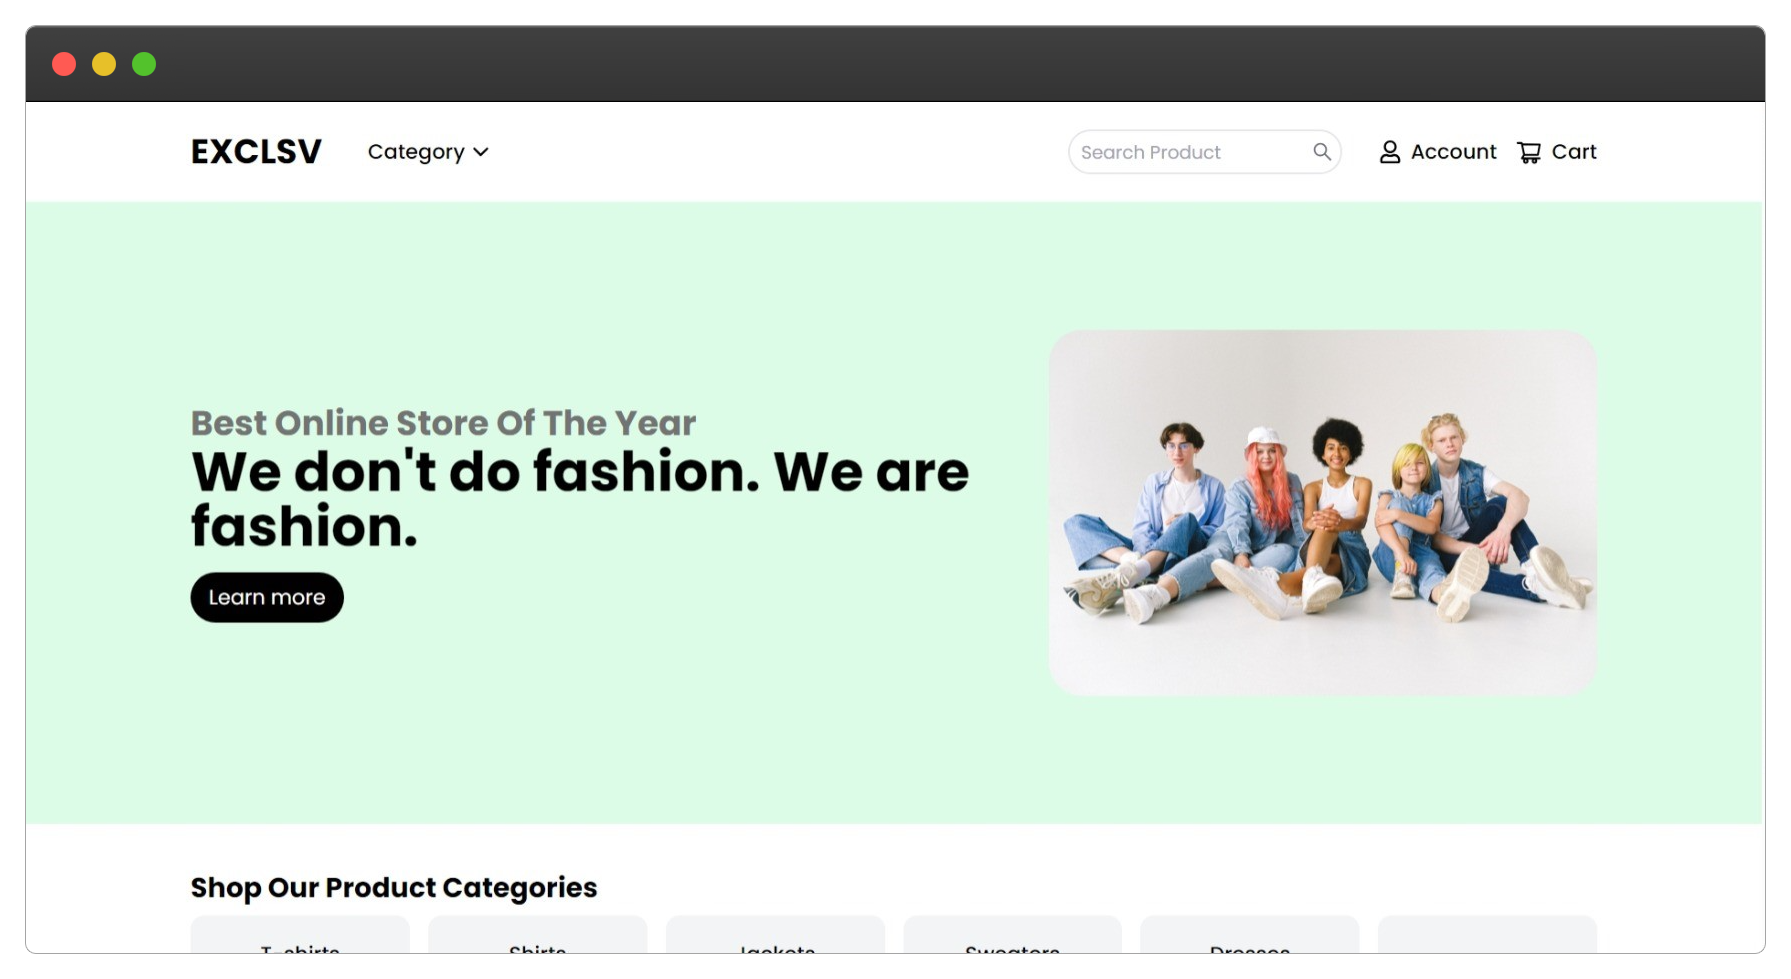 EXCLSV
Category
Search Product
Account
Cart
Best Online Store Of The Year
We don't do fashion. We are
fashion.
Learn more
Shop Our Product Categories
T-shirts
Shirts
Jackets
Sweaters
Dresses